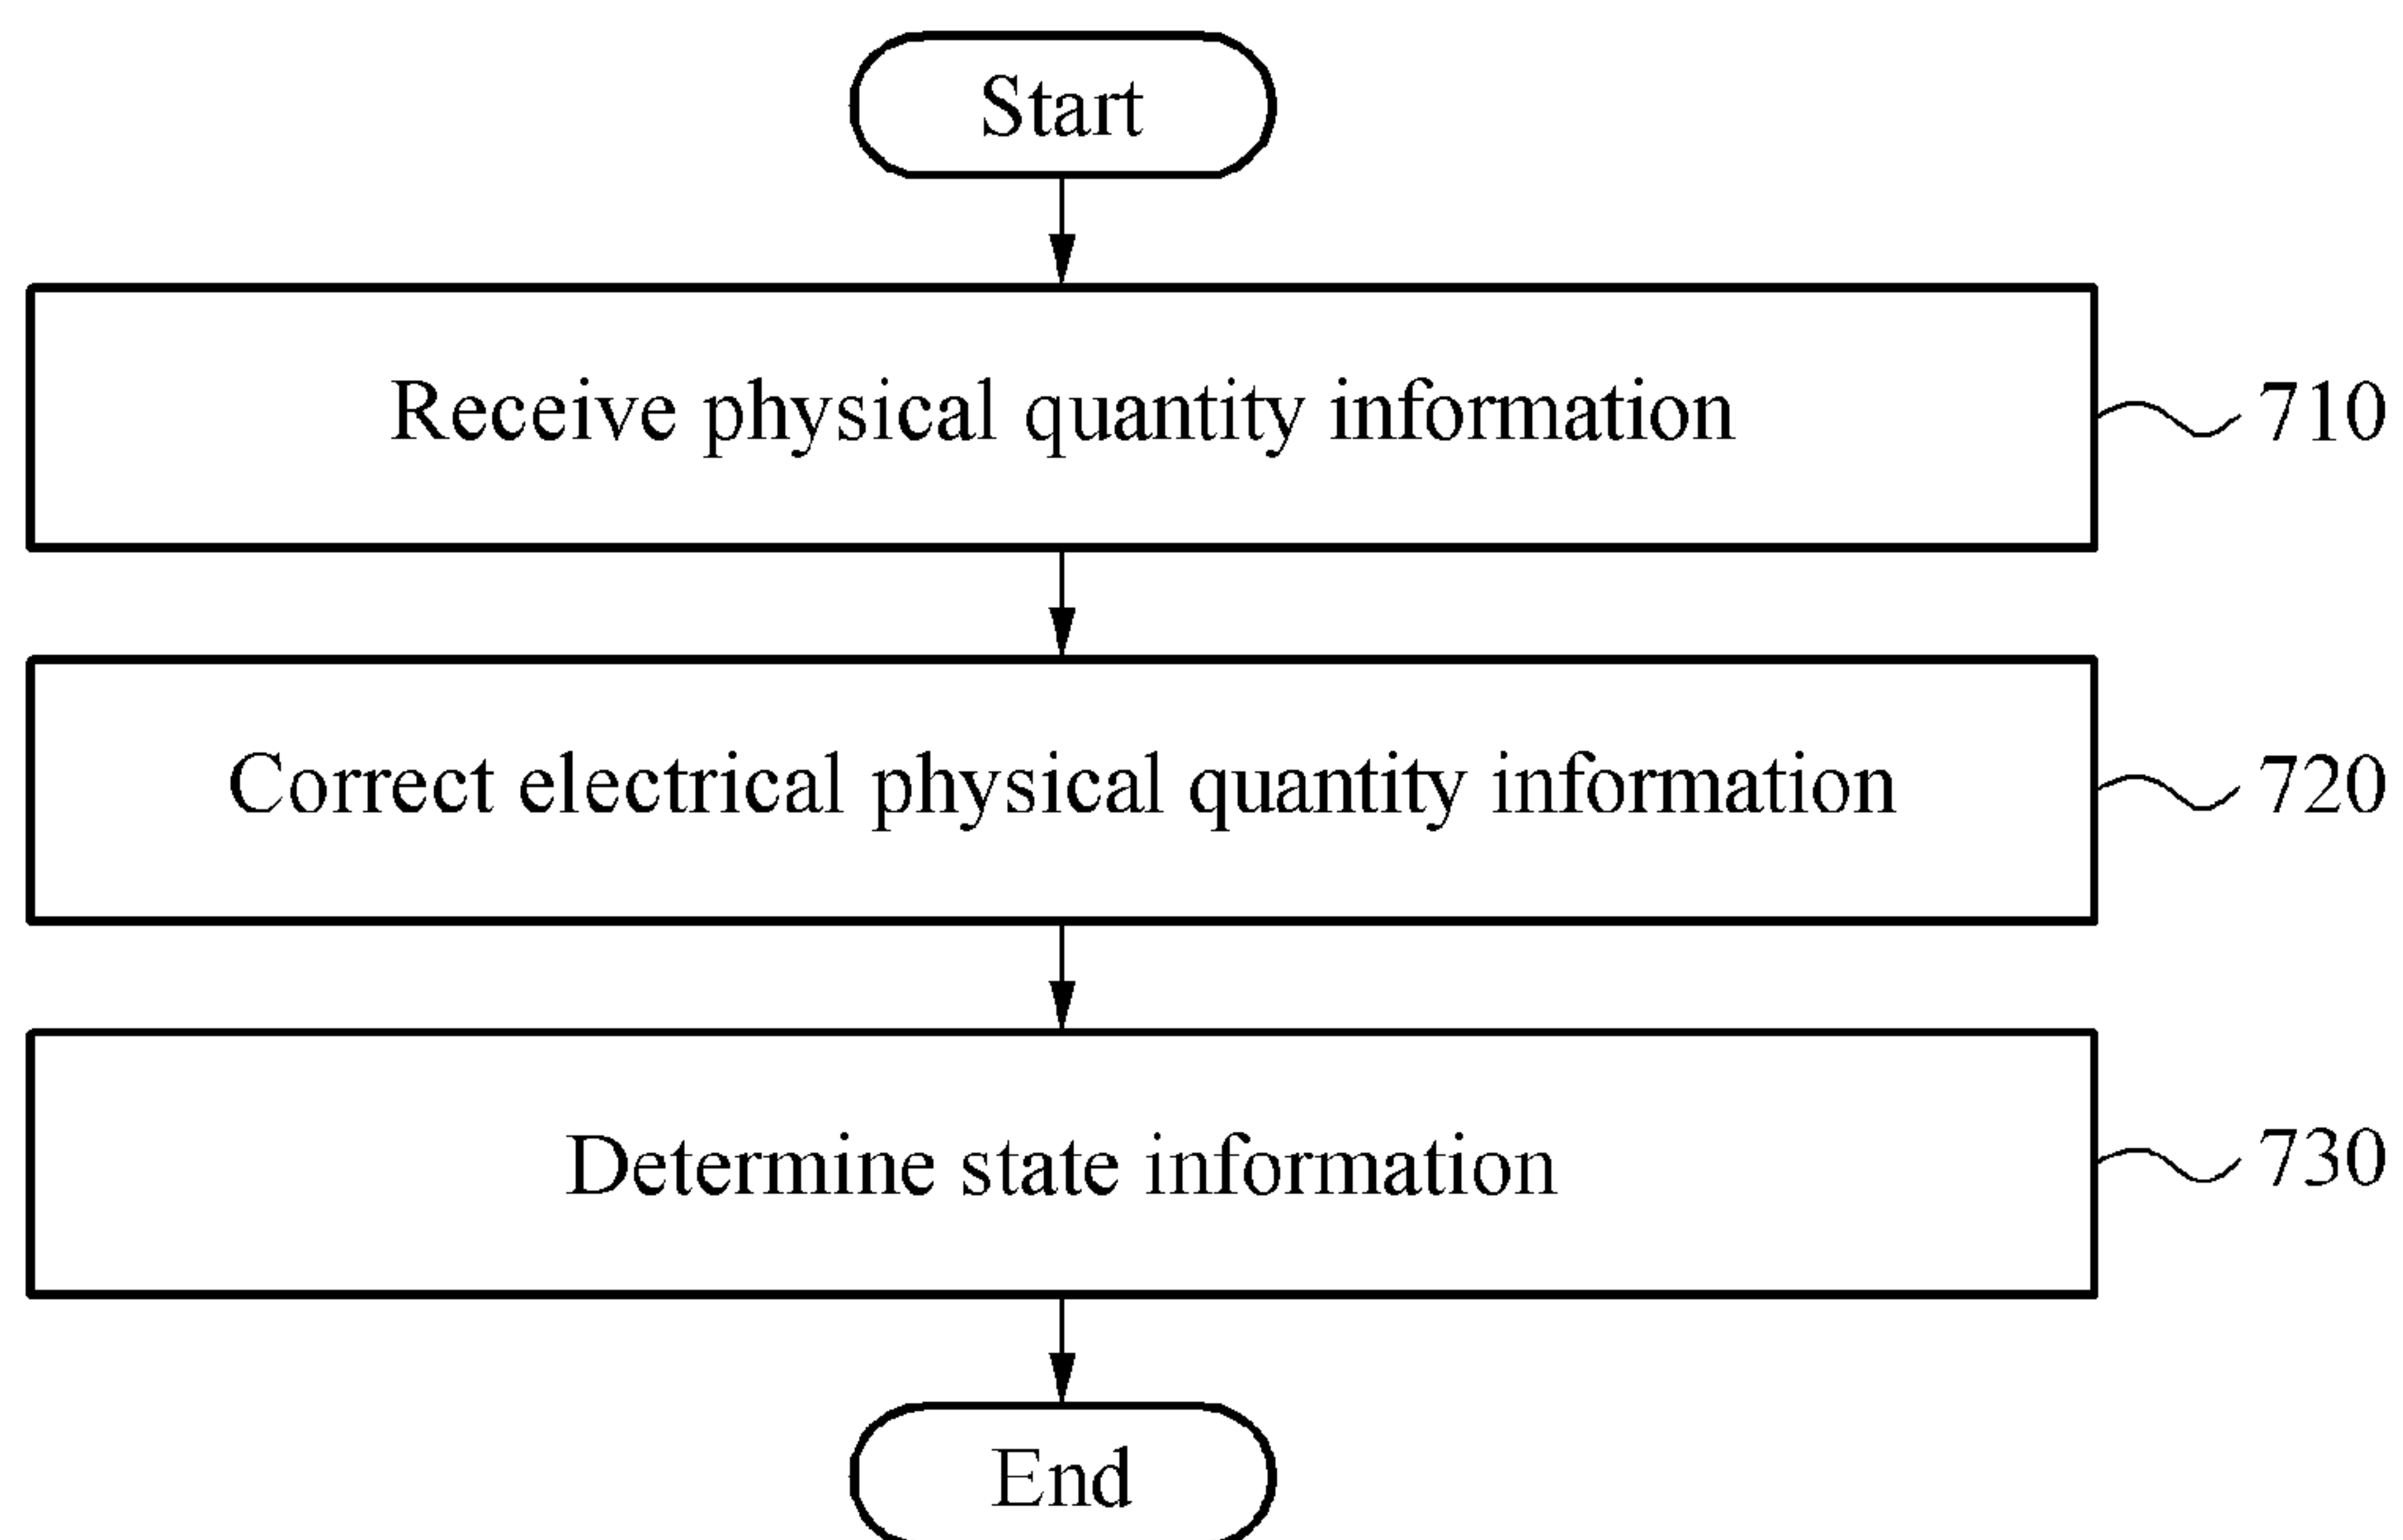 Start
Receive physical quantity information
710
Correct electrical physical quantity information
720
Determine state information
730
End